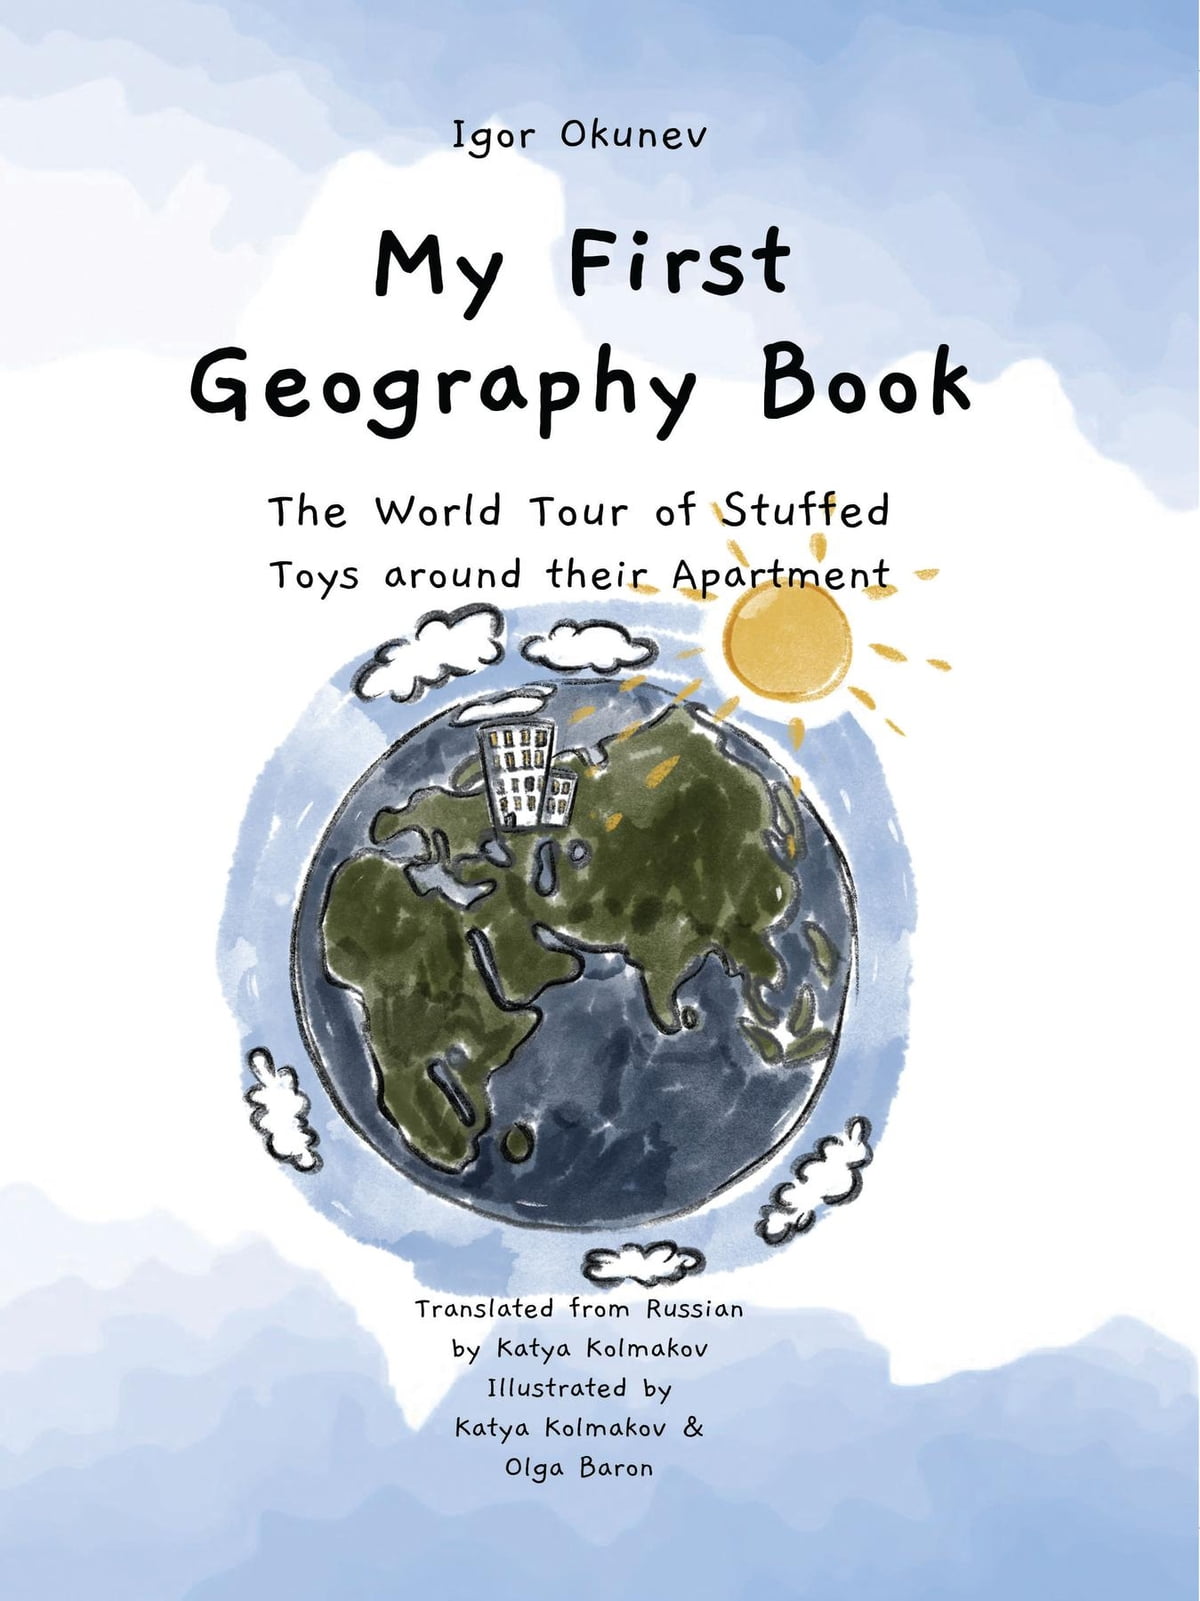 Igor Okunev
My First
Geography Book
The World Tour of Stuffed
Toys around their Apartment
Translated from Russian
by Katya Kolmakov
Illustrated by
Katya Kolmakov &
Olga Baron